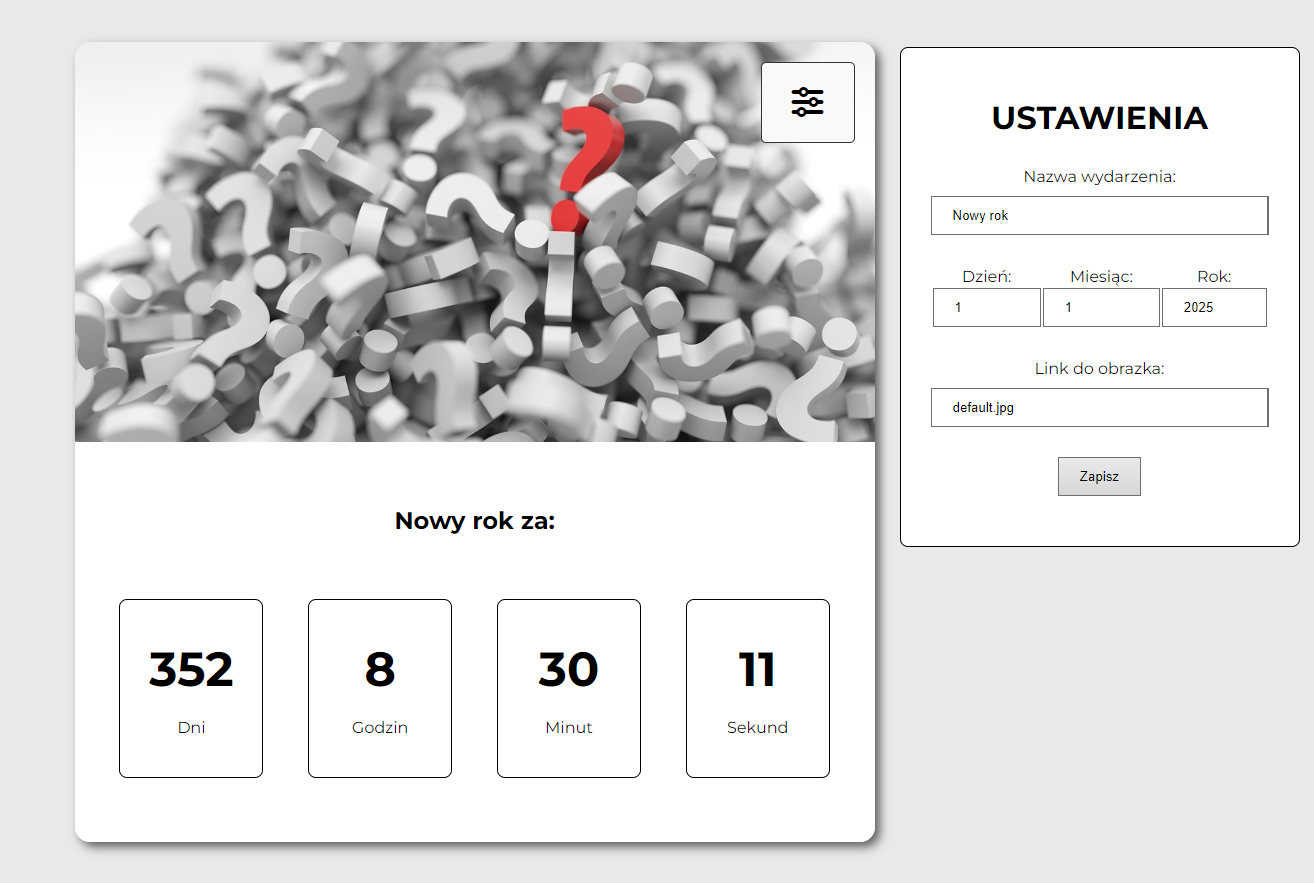 Nowy rok za:
352
Dni
8
Godzin
30
Minut
11
Sekund
USTAWIENIA
Nazwa wydarzenia:
Nowy rok
Dzień: Miesiąc: Rok:
1 1 2025
Link do obrazka:
default.jpg
Zapisz